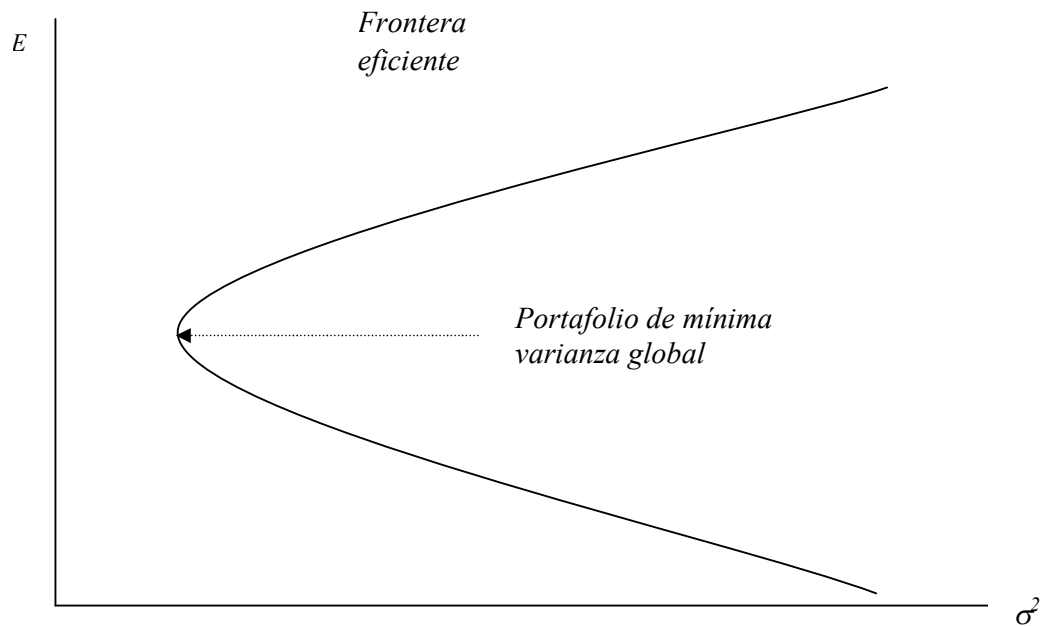 Frontera
eficiente
E
Portafolio de mínima
varianza global
σ²